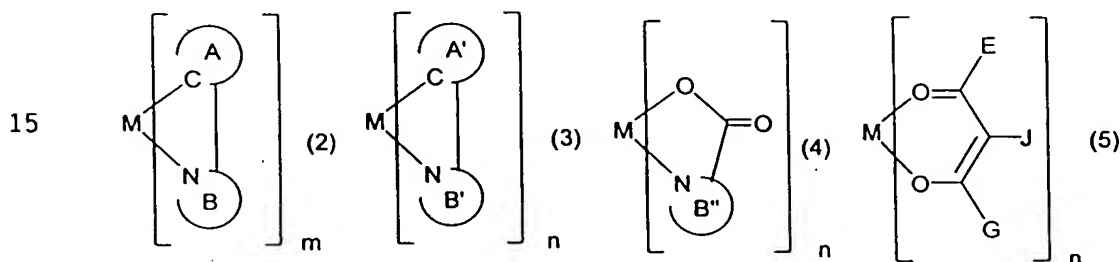 A A' E
C C O O J
15 M (2) M (3) M O (4) M (5)
N N N O
B B' B'' G
m n n n